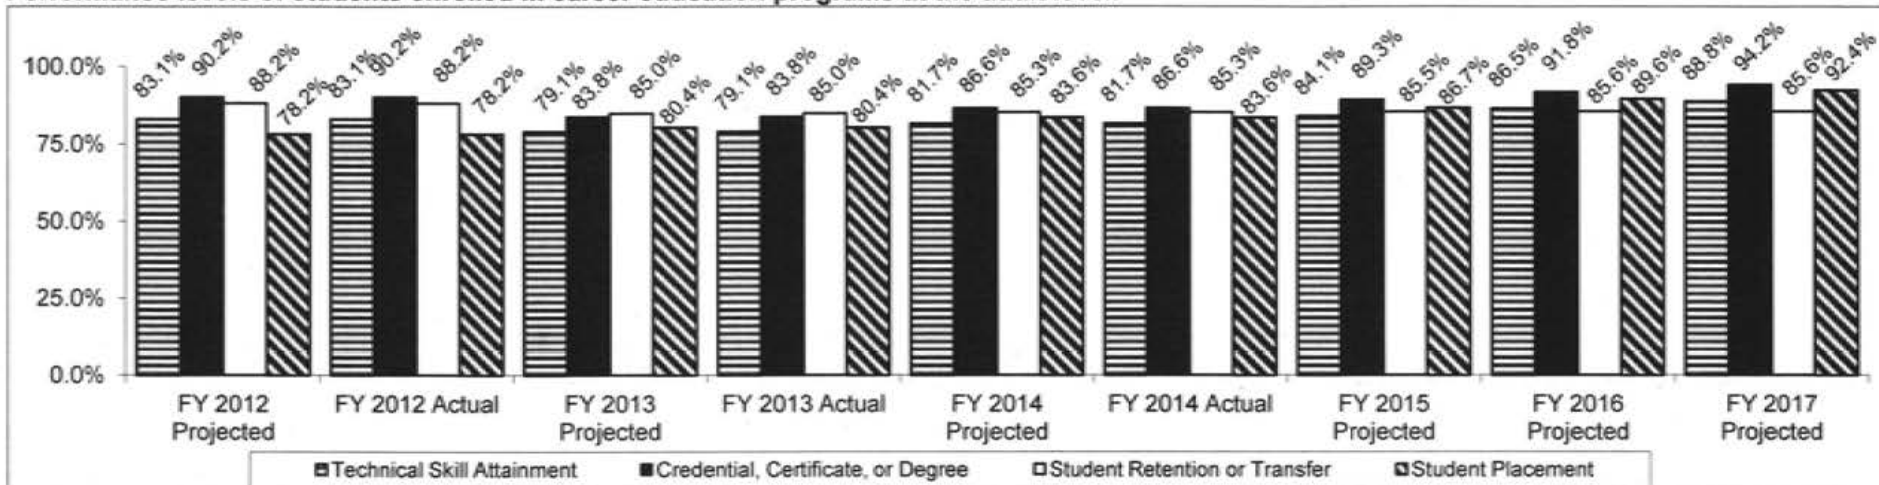 83.1% 90.2% 88.2% 78.2% 83.1% 90.2% 88.2% 78.2% 79.1% 83.8% 85.0% 80.4% 79.1% 83.8% 85.0% 80.4% 81.7% 86.6% 85.3% 83.6% 81.7% 86.6% 85.3% 83.6% 84.1% 89.3% 85.5% 86.7% 86.5% 91.8% 85.6% 89.6% 88.8% 94.2% 85.6% 92.4%
100.0%
75.0%
50.0%
25.0%
0.0%
FY 2012 FY 2012 Actual FY 2013 FY 2013 Actual FY 2014 FY 2014 Actual FY 2015 FY 2016 FY 2017
Projected Projected Projected Projected Projected Projected
Technical Skill Attainment Credential, Certificate, or Degree Student Retention or Transfer Student Placement